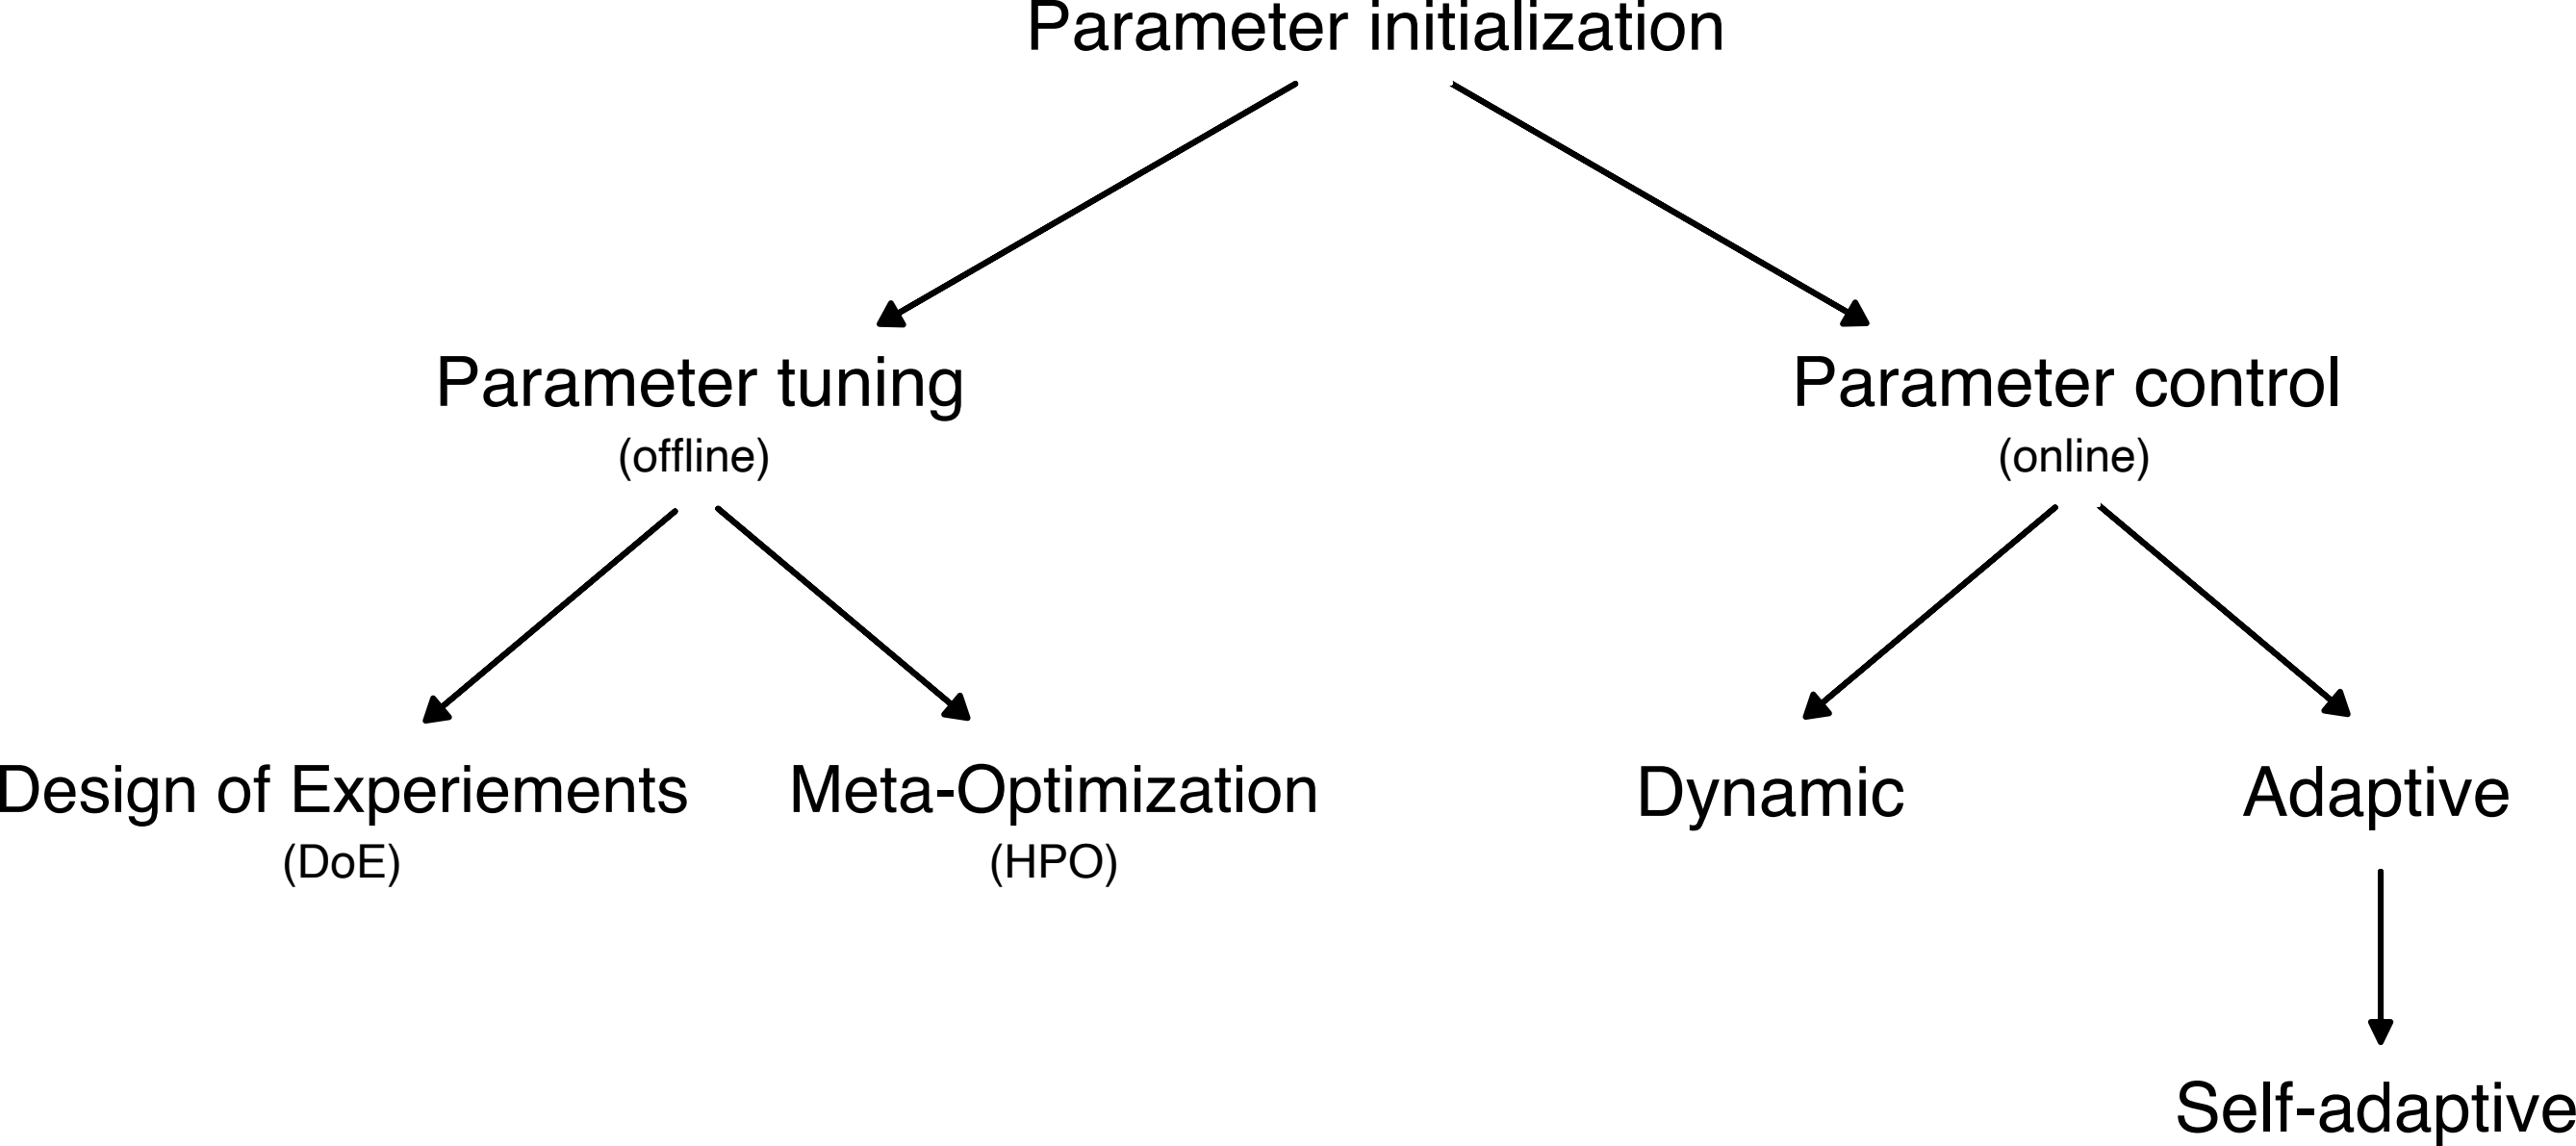 Parameter initialization
Parameter tuning
(offline)
Parameter control
(online)
Design of Experiements
(DoE)
Meta-Optimization
(HPO)
Dynamic
Adaptive
Self-adaptive